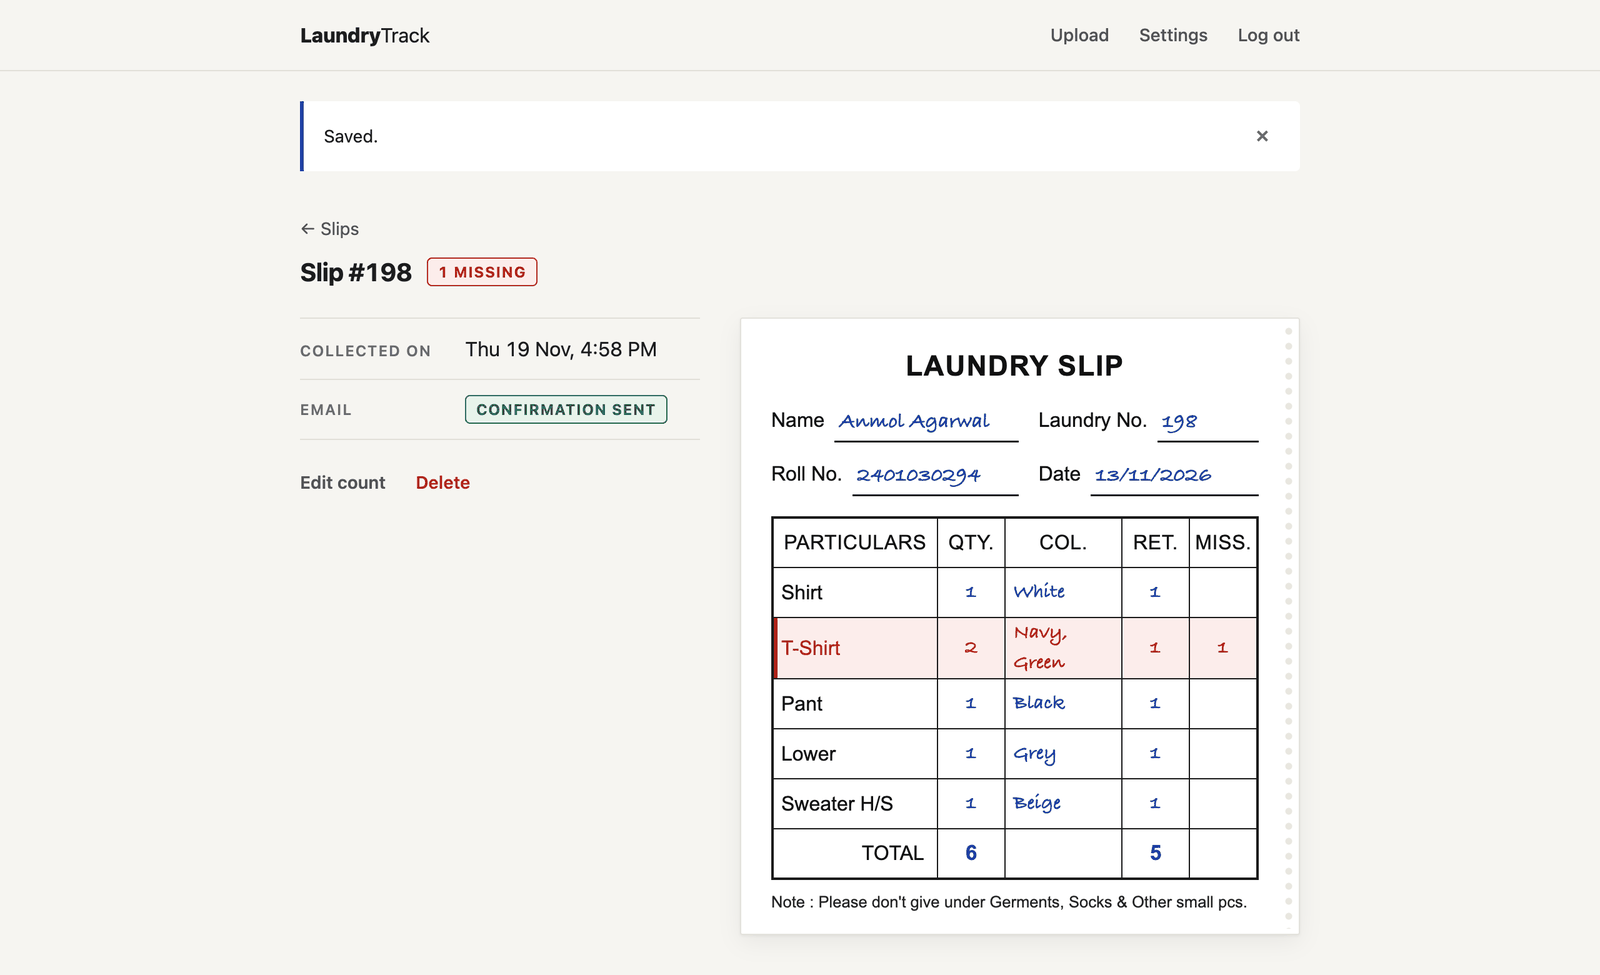 LaundryTrack Upload Settings Log out
Saved. ×
← Slips
Slip #198 1 MISSING
COLLECTED ON Thu 19 Nov, 4:58 PM
EMAIL CONFIRMATION SENT
Edit count Delete
LAUNDRY SLIP
Name Anmol Agarwal Laundry No. 198
Roll No. 2401030294 Date 13/11/2026
PARTICULARS QTY. COL. RET. MISS.
Shirt 1 White 1
T-Shirt 2 Navy, Green 1 1
Pant 1 Black 1
Lower 1 Grey 1
Sweater H/S 1 Beige 1
TOTAL 6 5
Note : Please don't give under Germents, Socks & Other small pcs.